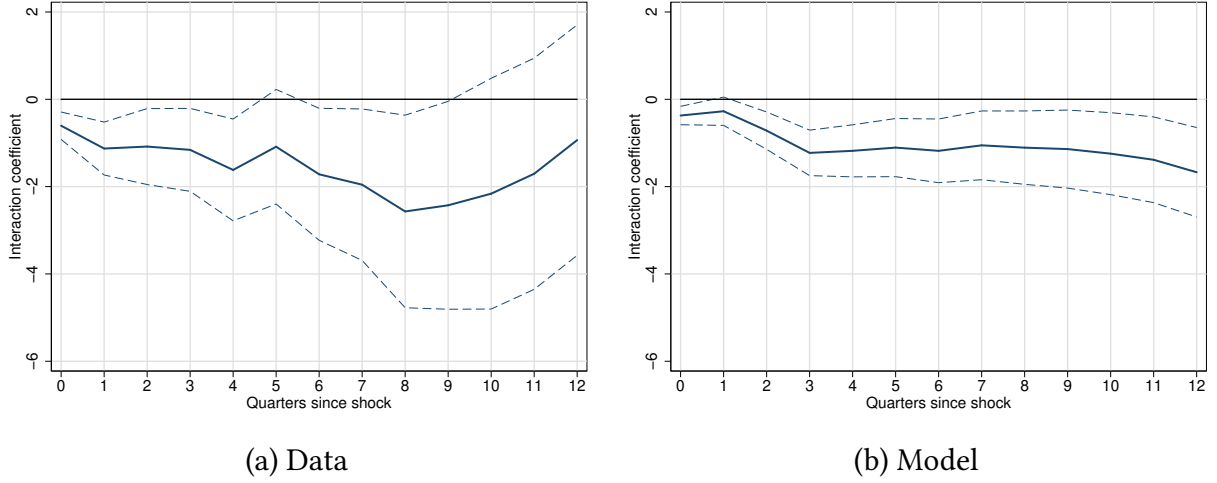 2
0
−2
−4
−6
Interaction coefficient
0 1 2 3 4 5 6 7 8 9 10 11 12
Quarters since shock
(a) Data
2
0
−2
−4
−6
Interaction coefficient
0 1 2 3 4 5 6 7 8 9 10 11 12
Quarters since shock
(b) Model